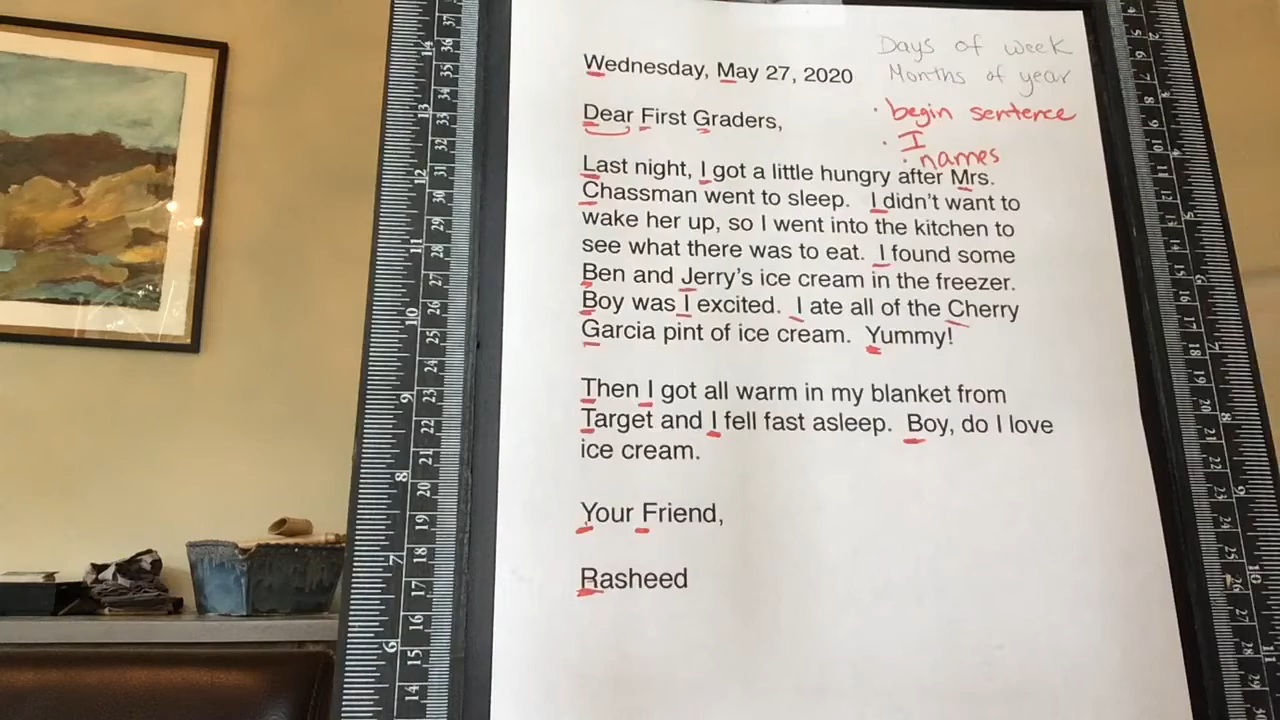 Wednesday, May 27, 2020
Days of week
Months of year
Dear First Graders,
· begin sentence
· I
· names
Last night, I got a little hungry after Mrs.
Chassman went to sleep. I didn't want to
wake her up, so I went into the kitchen to
see what there was to eat. I found some
Ben and Jerry's ice cream in the freezer.
Boy was I excited. I ate all of the Cherry
Garcia pint of ice cream. Yummy!
Then I got all warm in my blanket from
Target and I fell fast asleep. Boy, do I love
ice cream.
Your Friend,
Rasheed